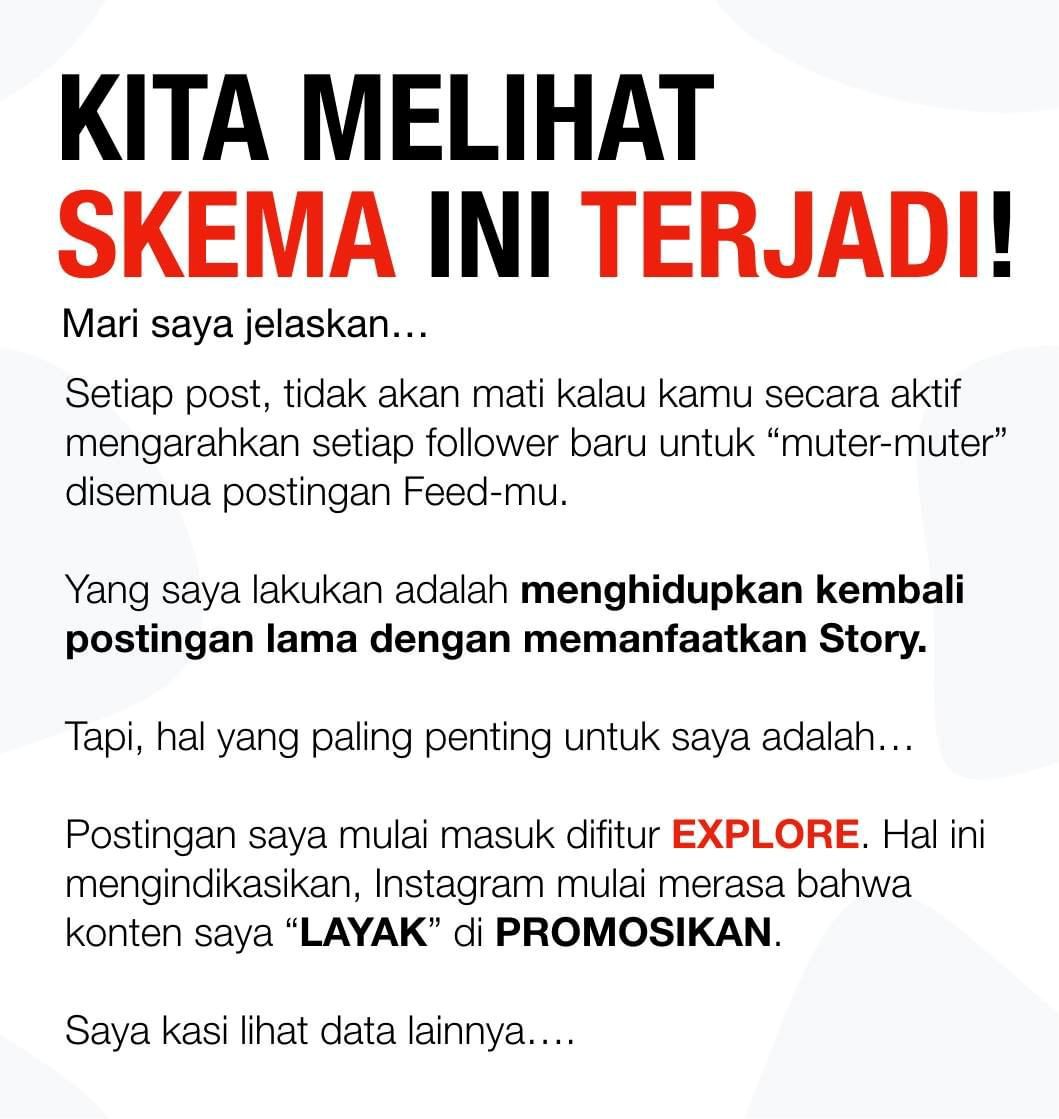 KITA MELIHAT
SKEMA INI TERJADI!
Mari saya jelaskan...
Setiap post, tidak akan mati kalau kamu secara aktif
mengarahkan setiap follower baru untuk “muter-muter”
disemua postingan Feed-mu.
Yang saya lakukan adalah menghidupkan kembali
postingan lama dengan memanfaatkan Story.
Tapi, hal yang paling penting untuk saya adalah...
Postingan saya mulai masuk difitur EXPLORE. Hal ini
mengindikasikan, Instagram mulai merasa bahwa
konten saya “LAYAK” di PROMOSIKAN.
Saya kasi lihat data lainnya....